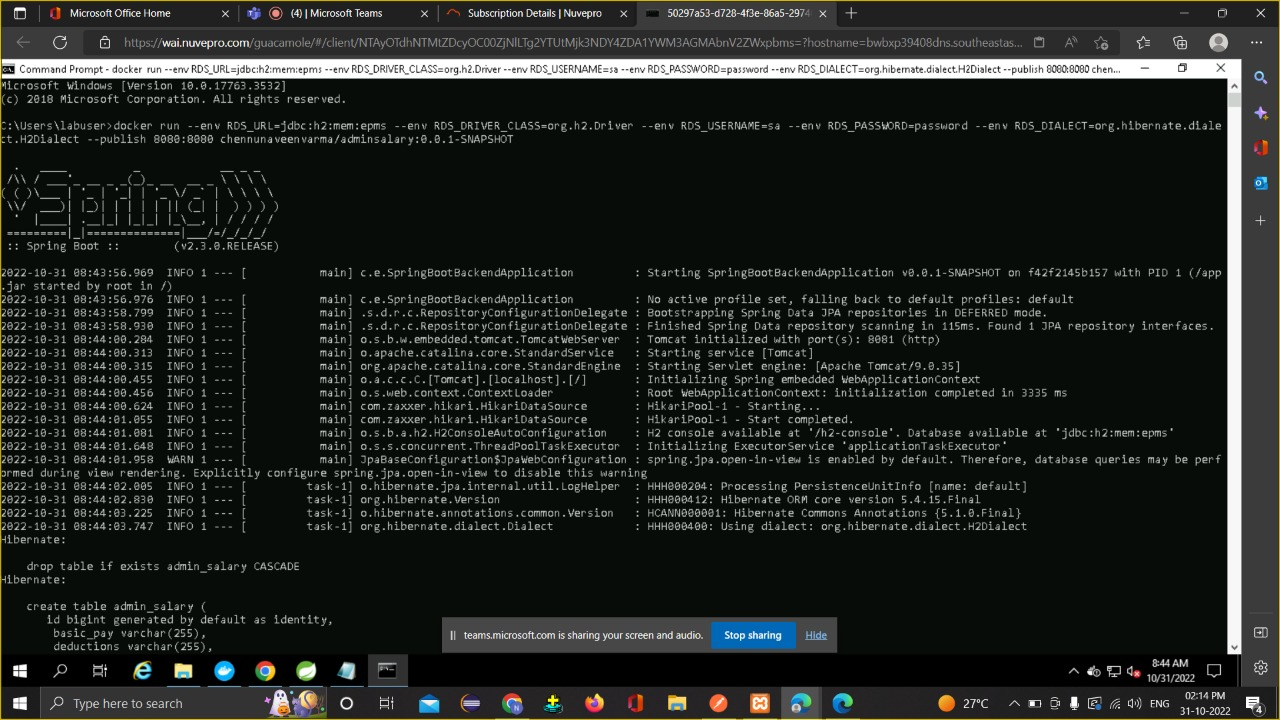 Microsoft Office Home
(4) | Microsoft Teams
Subscription Details | Nuvepro
50297a53-d728-4f3e-86a5-2974
https://wai.nuvepro.com/guacamole/#/client/NTAyOTdhNTMtZDcyOC00ZjNlLTg2YTUtMjk3NDY4ZDA1YWM3AGMAbnV2ZWxpbms=?hostname=bwbxp39408dns.southeastas...
Command Prompt - docker run --env RDS_URL=jdbc:h2:mem:epms --env RDS_DRIVER_CLASS=org.h2.Driver --env RDS_USERNAME=sa --env RDS_PASSWORD=password --env RDS_DIALECT=org.hibernate.dialect.H2Dialect --publish 8080:8080 chen...
Microsoft Windows [Version 10.0.17763.3532]
(c) 2018 Microsoft Corporation. All rights reserved.
C:\Users\labuser>docker run --env RDS_URL=jdbc:h2:mem:epms --env RDS_DRIVER_CLASS=org.h2.Driver --env RDS_USERNAME=sa --env RDS_PASSWORD=password --env RDS_DIALECT=org.hibernate.diale
ct.H2Dialect --publish 8080:8080 chennunaveenvarma/adminsalary:0.0.1-SNAPSHOT
Spring
:: Spring Boot :: (v2.3.0.RELEASE)
2022-10-31 08:43:56.969 INFO 1 --- [ main] c.e.SpringBootBackendApplication : Starting SpringBootBackendApplication v0.0.1-SNAPSHOT on f42f2145b157 with PID 1 (/app
.jar started by root in /)
2022-10-31 08:43:56.976 INFO 1 --- [ main] c.e.SpringBootBackendApplication : No active profile set, falling back to default profiles: default
2022-10-31 08:43:58.799 INFO 1 --- [ main] .s.d.r.c.RepositoryConfigurationDelegate : Bootstrapping Spring Data JPA repositories in DEFERRED mode.
2022-10-31 08:43:58.930 INFO 1 --- [ main] .s.d.r.c.RepositoryConfigurationDelegate : Finished Spring Data repository scanning in 115ms. Found 1 JPA repository interfaces.
2022-10-31 08:44:00.284 INFO 1 --- [ main] o.s.b.w.embedded.tomcat.TomcatWebServer : Tomcat initialized with port(s): 8081 (http)
2022-10-31 08:44:00.313 INFO 1 --- [ main] o.apache.catalina.core.StandardService : Starting service [Tomcat]
2022-10-31 08:44:00.315 INFO 1 --- [ main] org.apache.catalina.core.StandardEngine : Starting Servlet engine: [Apache Tomcat/9.0.35]
2022-10-31 08:44:00.455 INFO 1 --- [ main] o.a.c.c.C.[Tomcat].[localhost].[/] : Initializing Spring embedded WebApplicationContext
2022-10-31 08:44:00.456 INFO 1 --- [ main] o.s.web.context.ContextLoader : Root WebApplicationContext: initialization completed in 3335 ms
2022-10-31 08:44:00.624 INFO 1 --- [ main] com.zaxxer.hikari.HikariDataSource : HikariPool-1 - Starting...
2022-10-31 08:44:01.055 INFO 1 --- [ main] com.zaxxer.hikari.HikariDataSource : HikariPool-1 - Start completed.
2022-10-31 08:44:01.081 INFO 1 --- [ main] o.s.b.a.h2.H2ConsoleAutoConfiguration : H2 console available at '/h2-console'. Database available at 'jdbc:h2:mem:epms'
2022-10-31 08:44:01.648 INFO 1 --- [ main] o.s.s.concurrent.ThreadPoolTaskExecutor : Initializing ExecutorService 'applicationTaskExecutor'
2022-10-31 08:44:01.958 WARN 1 --- [ main] JpaBaseConfiguration$JpaWebConfiguration : spring.jpa.open-in-view is enabled by default. Therefore, database queries may be perf
ormed during view rendering. Explicitly configure spring.jpa.open-in-view to disable this warning
2022-10-31 08:44:02.005 INFO 1 --- [ task-1] o.hibernate.jpa.internal.util.LogHelper : HHH000204: Processing PersistenceUnitInfo [name: default]
2022-10-31 08:44:02.830 INFO 1 --- [ task-1] org.hibernate.Version : HHH000412: Hibernate ORM core version 5.4.15.Final
2022-10-31 08:44:03.225 INFO 1 --- [ task-1] o.hibernate.annotations.common.Version : HCANN000001: Hibernate Commons Annotations {5.1.0.Final}
2022-10-31 08:44:03.747 INFO 1 --- [ task-1] org.hibernate.dialect.Dialect : HHH000400: Using dialect: org.hibernate.dialect.H2Dialect
Hibernate:
drop table if exists admin_salary CASCADE
Hibernate:
create table admin_salary (
id bigint generated by default as identity,
basic_pay varchar(255),
deductions varchar(255),
teams.microsoft.com is sharing your screen and audio.
Stop sharing
Hide
8:44 AM
10/31/2022
Type here to search
27°C
ENG
02:14 PM
31-10-2022
4